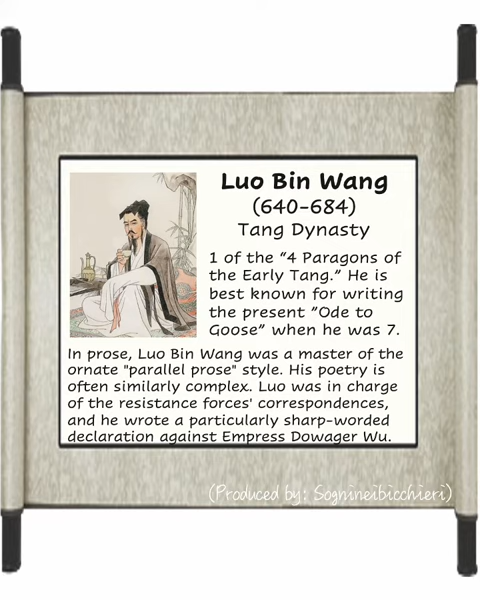 Luo Bin Wang
(640-684)
Tang Dynasty
1 of the “4 Paragons of
the Early Tang.” He is
best known for writing
the present “Ode to
Goose” when he was 7.
In prose, Luo Bin Wang was a master of the
ornate "parallel prose" style. His poetry is
often similarly complex. Luo was in charge
of the resistance forces' correspondences,
and he wrote a particularly sharp-worded
declaration against Empress Dowager Wu.
(Produced by: Sognineibicchieri)